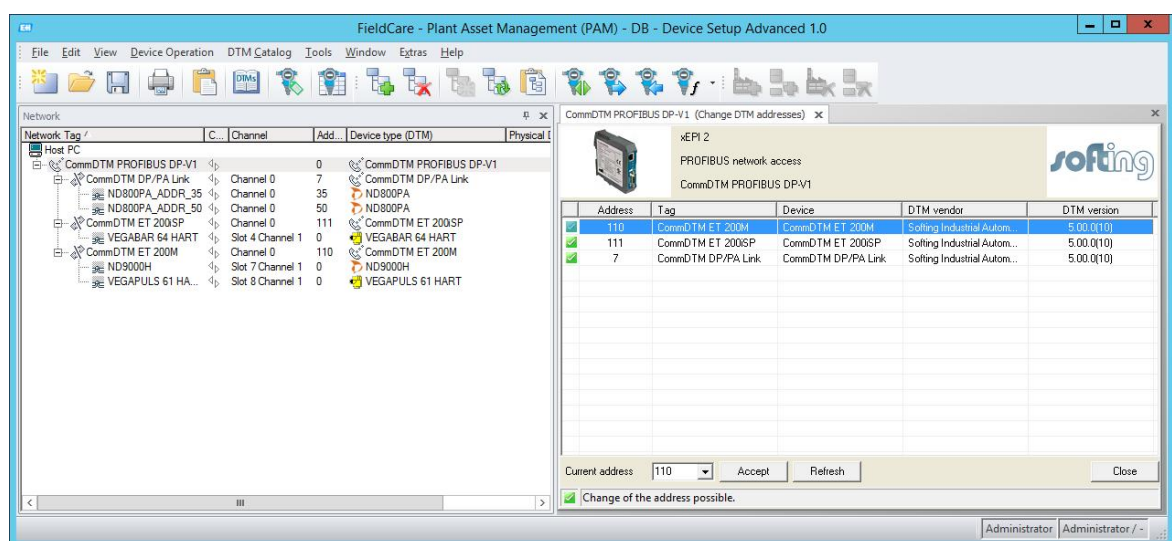 FieldCare - Plant Asset Management (PAM) - DB - Device Setup Advanced 1.0
File Edit View Device Operation DTM Catalog Tools Window Extras Help
DTMs
Network
Network Tag C... Channel Add... Device type (DTM) Physical D
Host PC
CommDTM PROFIBUS DP-V1 0 CommDTM PROFIBUS DP-V1
CommDTM DP/PA Link Channel 0 7 CommDTM DP/PA Link
ND800PA_ADDR_35 Channel 0 35 ND800PA
ND800PA_ADDR_50 Channel 0 50 ND800PA
CommDTM ET 200iSP Channel 0 111 CommDTM ET 200iSP
VEGABAR 64 HART Slot 4 Channel 1 0 VEGABAR 64 HART
CommDTM ET 200M Channel 0 110 CommDTM ET 200M
ND9000H Slot 7 Channel 1 0 ND9000H
VEGAPULS 61 HA... Slot 8 Channel 1 0 VEGAPULS 61 HART
CommDTM PROFIBUS DP-V1 (Change DTM addresses)
xEPI 2
PROFIBUS network access
CommDTM PROFIBUS DP-V1
softing
Address Tag Device DTM vendor DTM version
110 CommDTM ET 200M CommDTM ET 200M Softing Industrial Autom... 5.00.0(10)
111 CommDTM ET 200iSP CommDTM ET 200iSP Softing Industrial Autom... 5.00.0(10)
7 CommDTM DP/PA Link CommDTM DP/PA Link Softing Industrial Autom... 5.00.0(10)
Current address 110 Accept Refresh Close
Change of the address possible.
Administrator Administrator / -